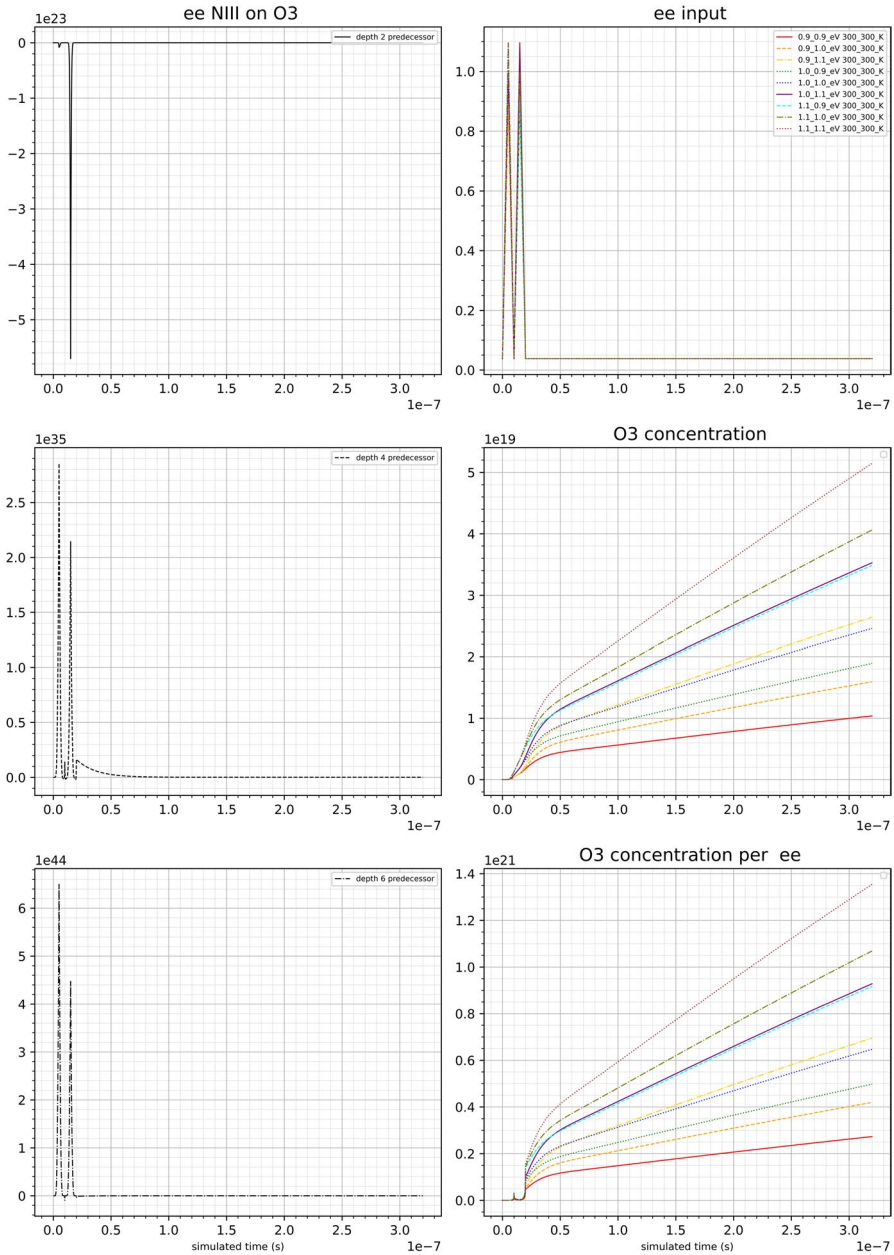 ee NIII on O3
1e23
depth 2 predecessor
0
−1
−2
−3
−4
−5
0.0 0.5 1.0 1.5 2.0 2.5 3.0
1e−7
ee input
0.9_0.9_eV 300_300_K
0.9_1.0_eV 300_300_K
0.9_1.1_eV 300_300_K
1.0_0.9_eV 300_300_K
1.0_1.0_eV 300_300_K
1.0_1.1_eV 300_300_K
1.1_0.9_eV 300_300_K
1.1_1.0_eV 300_300_K
1.1_1.1_eV 300_300_K
1.0
0.8
0.6
0.4
0.2
0.0
0.0 0.5 1.0 1.5 2.0 2.5 3.0
1e−7
1e35
depth 4 predecessor
2.5
2.0
1.5
1.0
0.5
0.0
0.0 0.5 1.0 1.5 2.0 2.5 3.0
1e−7
O3 concentration
1e19
5
4
3
2
1
0
0.0 0.5 1.0 1.5 2.0 2.5 3.0
1e−7
1e44
depth 6 predecessor
6
5
4
3
2
1
0
0.0 0.5 1.0 1.5 2.0 2.5 3.0
simulated time (s)
1e−7
O3 concentration per  ee
1e21
1.4
1.2
1.0
0.8
0.6
0.4
0.2
0.0
0.0 0.5 1.0 1.5 2.0 2.5 3.0
simulated time (s)
1e−7